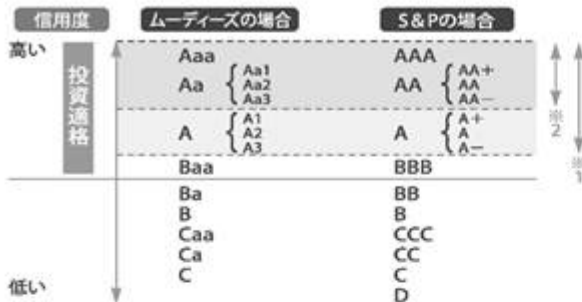 信用度 ムーディーズの場合 S&Pの場合
高い
投資適格
Aaa AAA
Aa { Aa1 Aa2 Aa3 AA { AA+ AA AA−
A { A1 A2 A3 A { A+ A A−
Baa BBB
Ba BB
B B
Caa CCC
Ca CC
C C
低い D
※2
※1